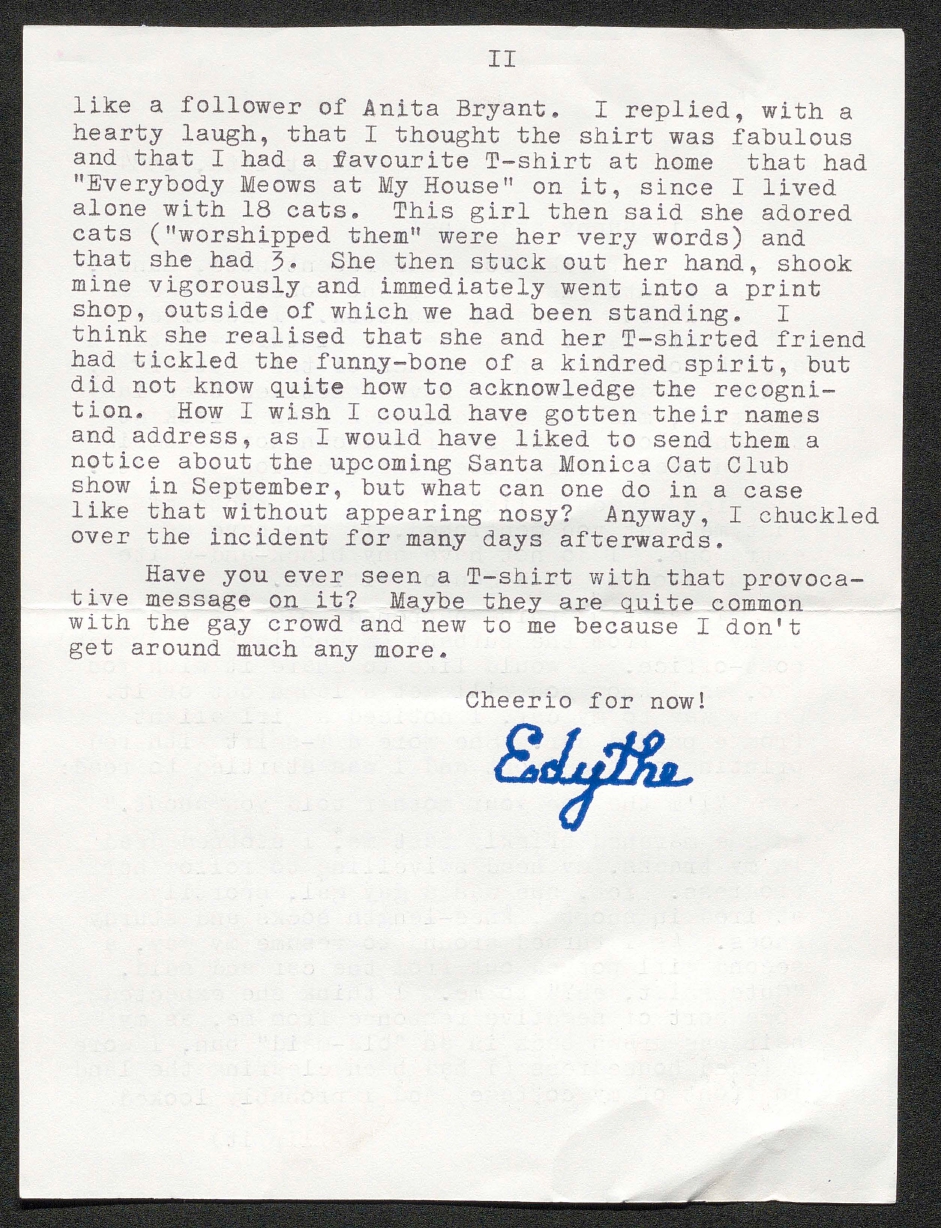 II
like a follower of Anita Bryant.  I replied, with a
hearty laugh, that I thought the shirt was fabulous
and that I had a favourite T-shirt at home  that had
"Everybody Meows at My House" on it, since I lived
alone with 18 cats.  This girl then said she adored
cats ("worshipped them" were her very words) and
that she had 3.  She then stuck out her hand, shook
mine vigorously and immediately went into a print
shop, outside of which we had been standing.  I
think she realised that she and her T-shirted friend
had tickled the funny-bone of a kindred spirit, but
did not know quite how to acknowledge the recogni-
tion.  How I wish I could have gotten their names
and address, as I would have liked to send them a
notice about the upcoming Santa Monica Cat Club
show in September, but what can one do in a case
like that without appearing nosy?  Anyway, I chuckled
over the incident for many days afterwards.
Have you ever seen a T-shirt with that provoca-
tive message on it?  Maybe they are quite common
with the gay crowd and new to me because I don't
get around much any more.
Cheerio for now!
Edythe